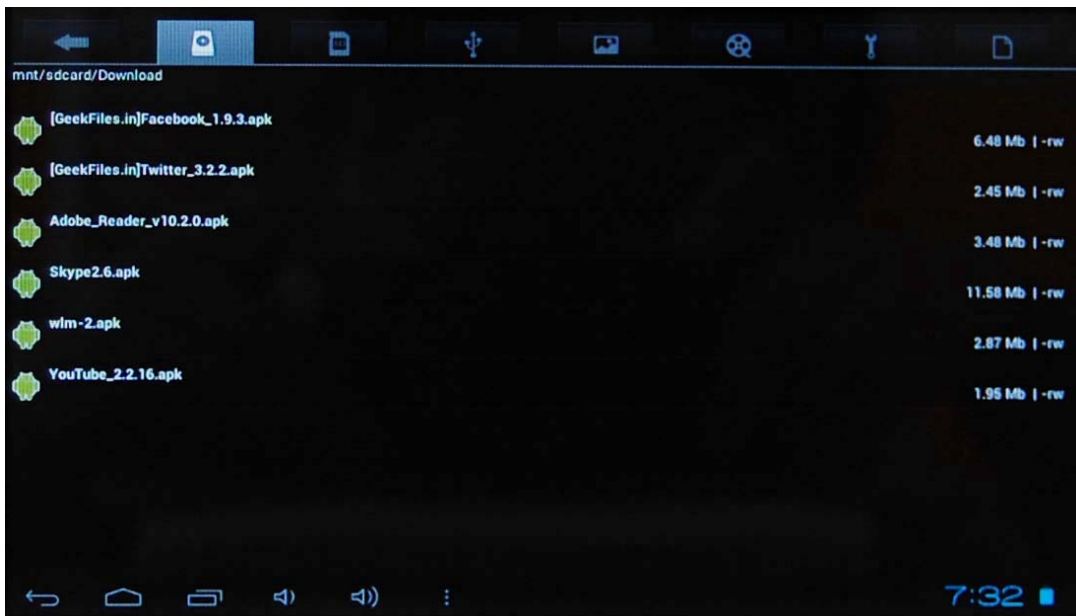 mnt/sdcard/Download
[GeekFiles.in]Facebook_1.9.3.apk
6.48 Mb | -rw
[GeekFiles.in]Twitter_3.2.2.apk
2.45 Mb | -rw
Adobe_Reader_v10.2.0.apk
3.48 Mb | -rw
Skype2.6.apk
11.58 Mb | -rw
wlm-2.apk
2.87 Mb | -rw
YouTube_2.2.16.apk
1.95 Mb | -rw
7:32